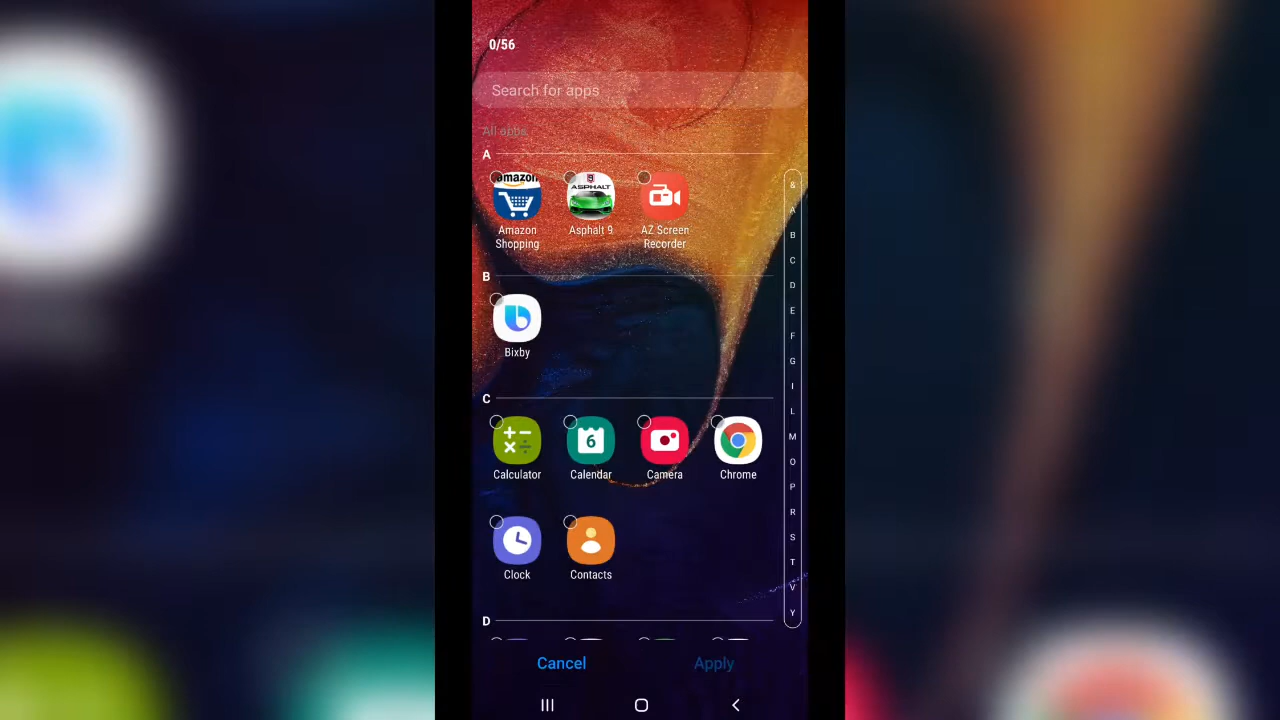 0/56
Search for apps
All apps
A
amazon
ASPHALT
Amazon
Shopping
Asphalt 9
AZ Screen
Recorder
B
Bixby
C
6
Calculator
Calendar
Camera
Chrome
Clock
Contacts
D
&
A
B
C
D
E
F
G
I
L
M
O
P
R
S
T
V
Y
Cancel
Apply